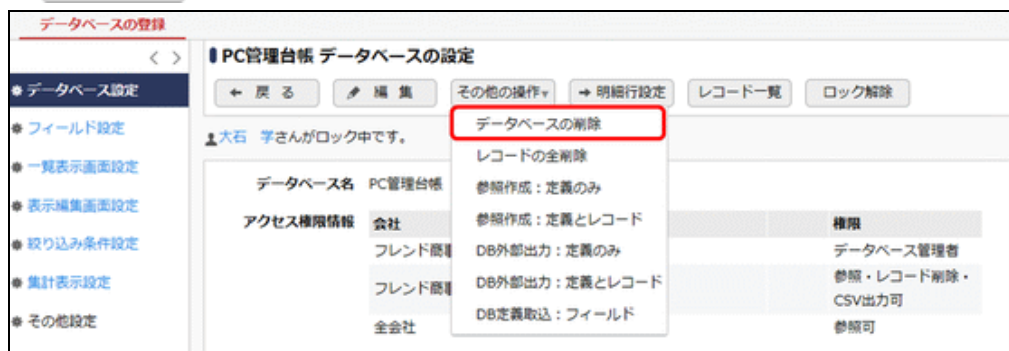 データベースの登録
< >
データベース設定
フィールド設定
一覧表示画面設定
表示編集画面設定
絞り込み条件設定
集計表示設定
その他設定
PC管理台帳 データベースの設定
← 戻 る 編 集 その他の操作▼ → 明細行設定 レコード一覧 ロック解除
大石 学さんがロック中です。
データベースの削除
レコードの全削除
参照作成：定義のみ
参照作成：定義とレコード
DB外部出力：定義のみ
DB外部出力：定義とレコード
DB定義取込：フィールド
データベース名 PC管理台帳
アクセス権限情報 会社 権限
フレンド商 データベース管理者
フレンド商 参照・レコード削除・
CSV出力可
全会社 参照可